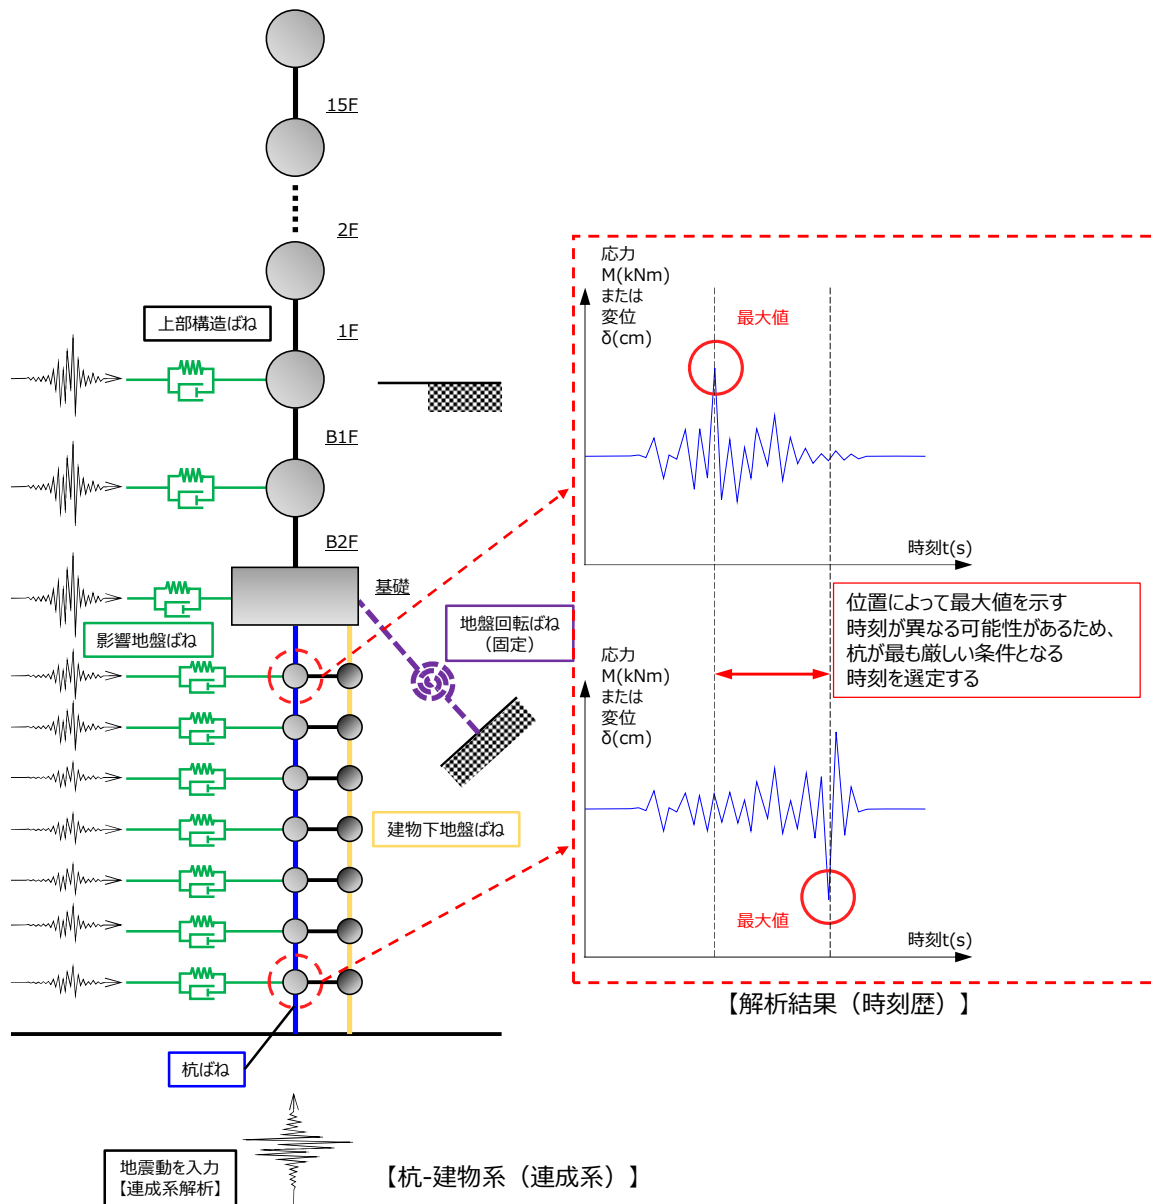 15F
2F
上部構造ばね
1F
B1F
B2F
基礎
影響地盤ばね
地盤回転ばね
（固定）
建物下地盤ばね
杭ばね
地震動を入力
【連成系解析】
【杭-建物系（連成系）】
応力
M(kNm)
または
変位
δ(cm)
最大値
時刻t(s)
位置によって最大値を示す
時刻が異なる可能性があるため、
杭が最も厳しい条件となる
時刻を選定する
応力
M(kNm)
または
変位
δ(cm)
最大値
時刻t(s)
【解析結果（時刻歴）】